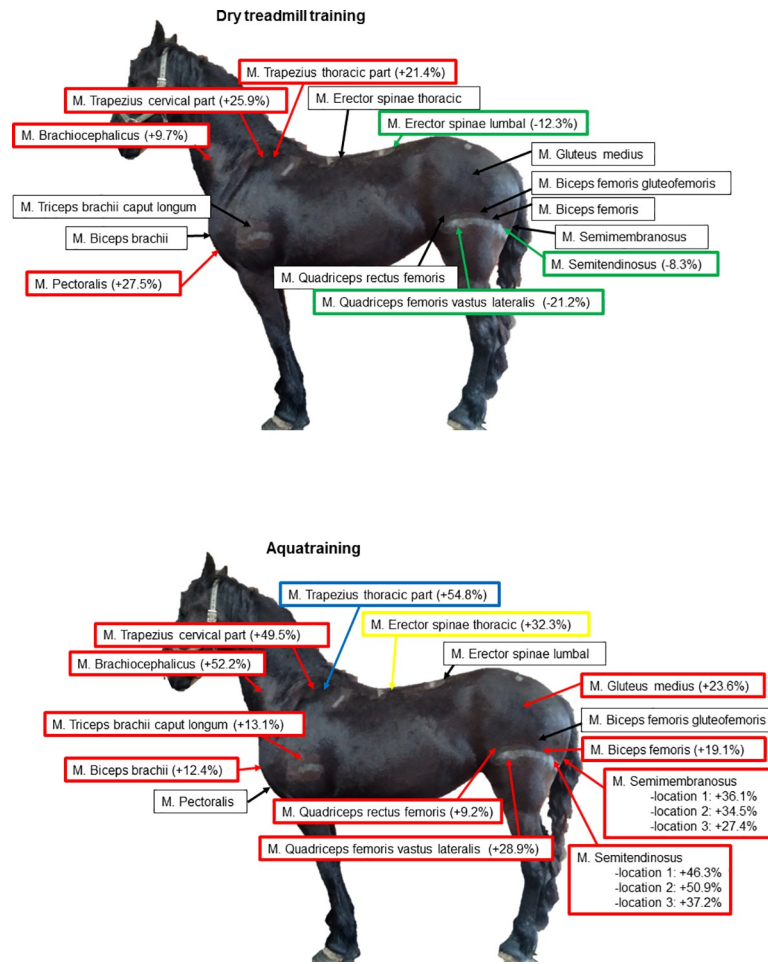 Dry treadmill training
M. Trapezius thoracic part (+21.4%)
M. Trapezius cervical part (+25.9%)
M. Erector spinae thoracic
M. Erector spinae lumbal (-12.3%)
M. Brachiocephalicus (+9.7%)
M. Gluteus medius
M. Biceps femoris gluteofemoris
M. Triceps brachii caput longum
M. Biceps femoris
M. Biceps brachii
M. Semimembranosus
M. Semitendinosus (-8.3%)
M. Pectoralis (+27.5%)
M. Quadriceps rectus femoris
M. Quadriceps femoris vastus lateralis (-21.2%)
Aquatraining
M. Trapezius thoracic part (+54.8%)
M. Erector spinae thoracic (+32.3%)
M. Trapezius cervical part (+49.5%)
M. Erector spinae lumbal
M. Brachiocephalicus (+52.2%)
M. Gluteus medius (+23.6%)
M. Triceps brachii caput longum (+13.1%)
M. Biceps femoris gluteofemoris
M. Biceps femoris (+19.1%)
M. Biceps brachii (+12.4%)
M. Pectoralis
M. Semimembranosus
-location 1: +36.1%
-location 2: +34.5%
-location 3: +27.4%
M. Quadriceps rectus femoris (+9.2%)
M. Quadriceps femoris vastus lateralis (+28.9%)
M. Semitendinosus
-location 1: +46.3%
-location 2: +50.9%
-location 3: +37.2%